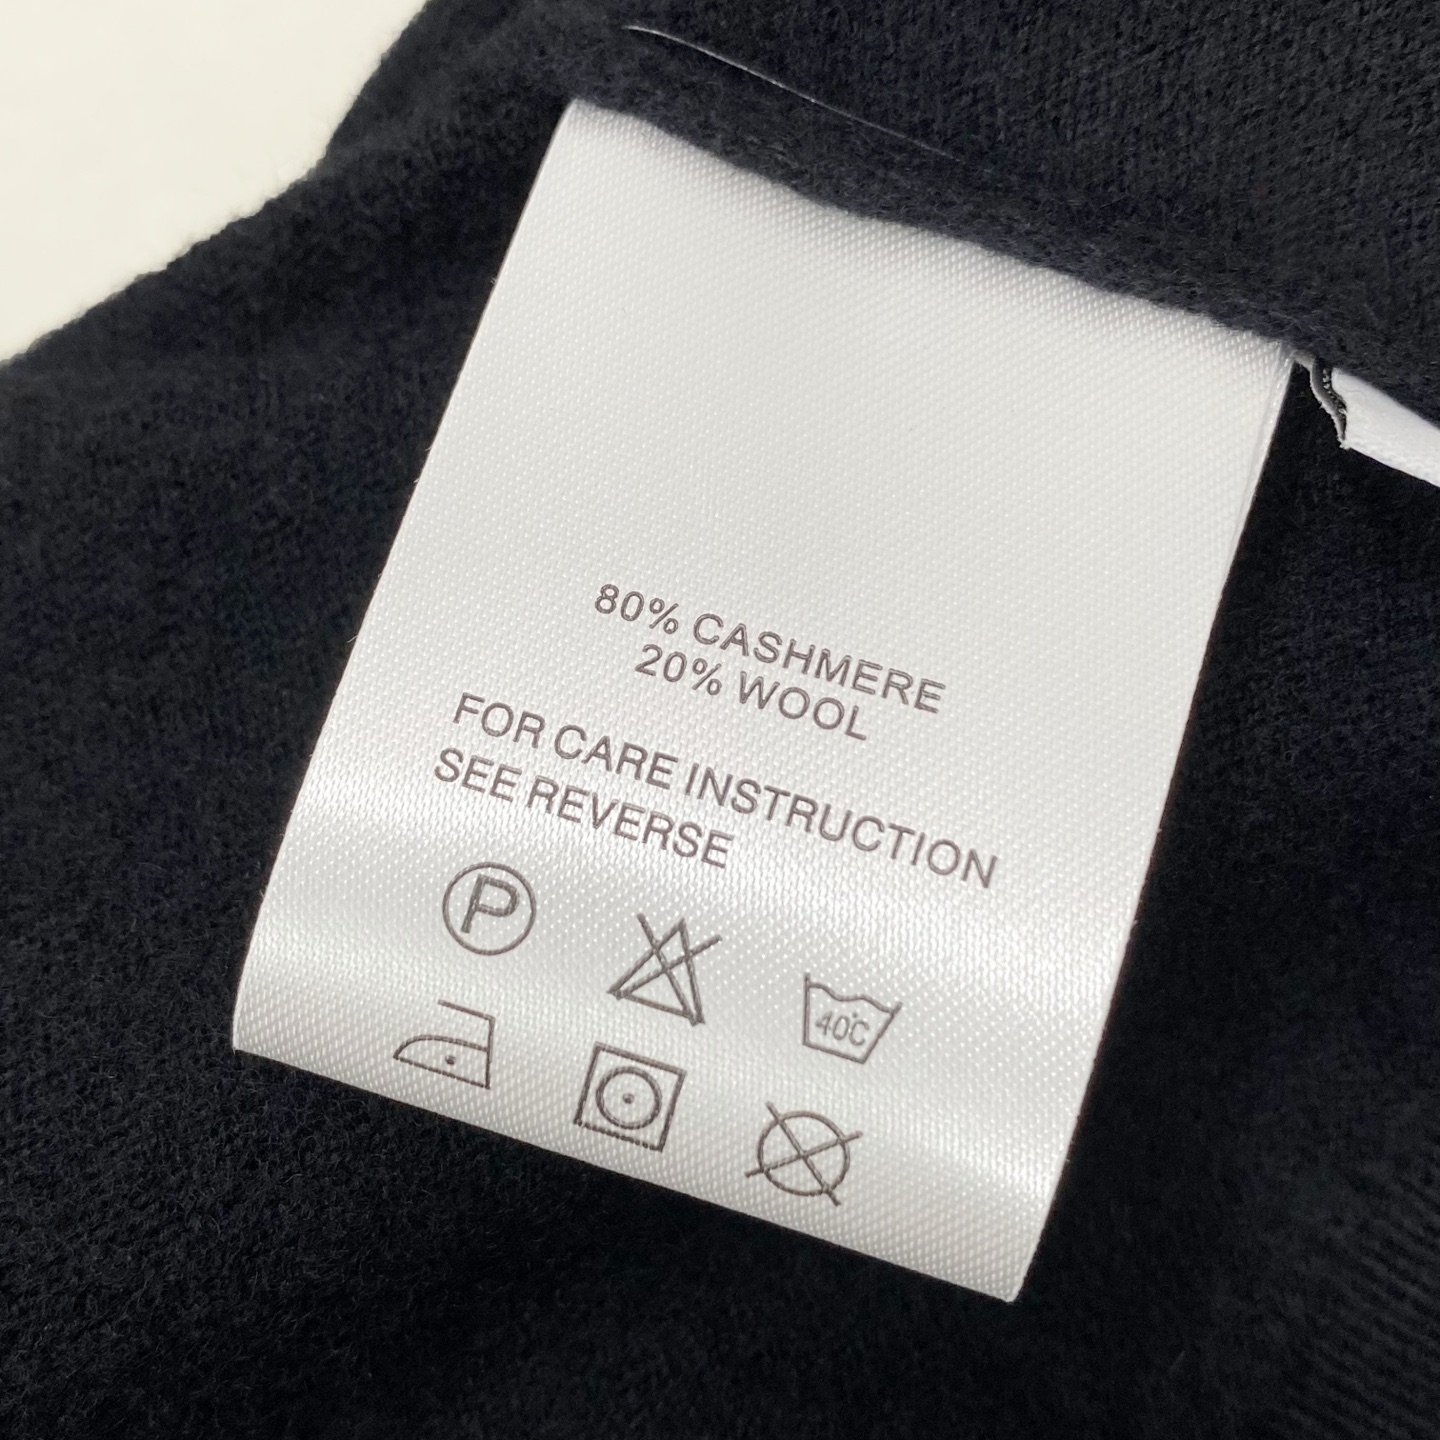 80% CASHMERE
20% WOOL
FOR CARE INSTRUCTION
SEE REVERSE
P
40°C